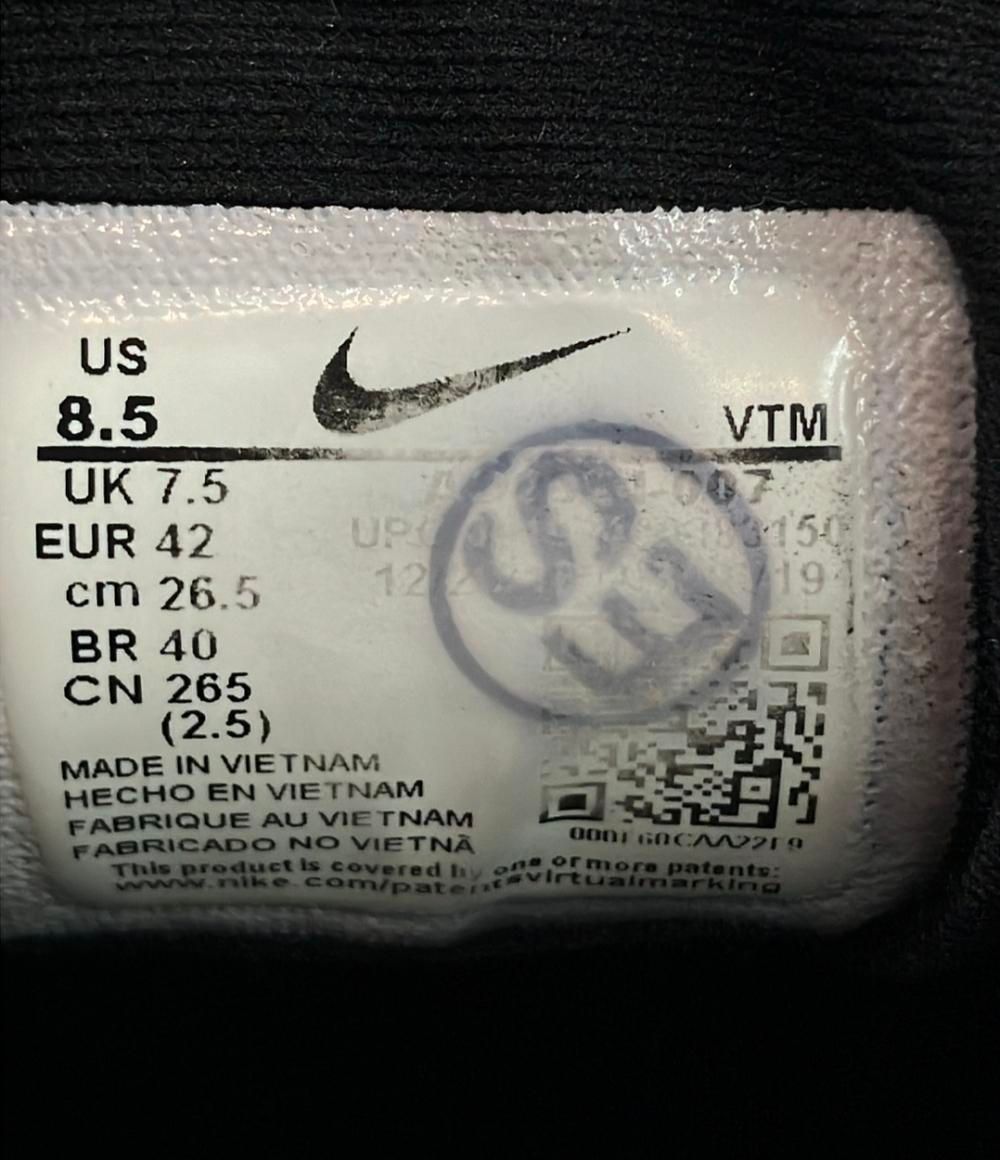 US
8.5
VTM
UK 7.5
EUR 42
cm 26.5
BR 40
CN 265
(2.5)
SE
MADE IN VIETNAM
HECHO EN VIETNAM
FABRIQUE AU VIETNAM
FABRICADO NO VIETNÃ
This product is covered by one or more patents:
www.nike.com/patentsvirtualmarking